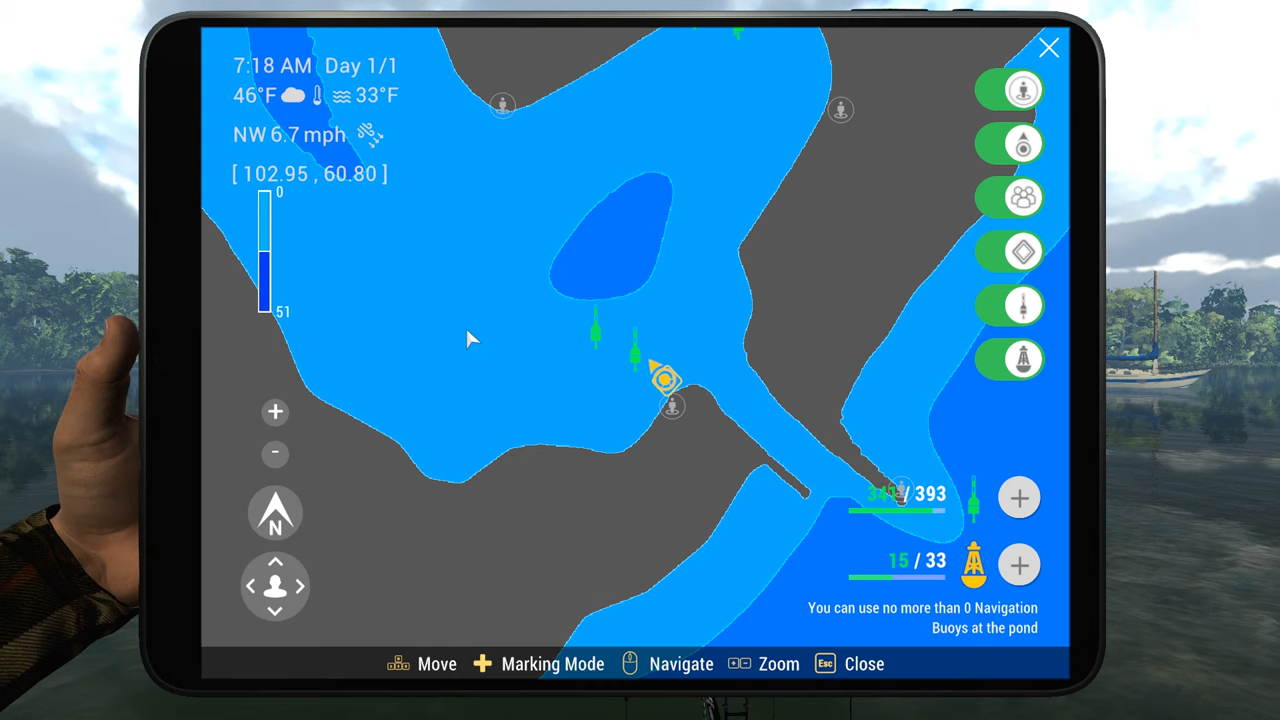 7:18 AM Day 1/1
46°F 33°F
NW 6.7 mph
[ 102.95 , 60.80 ]
0
51
+
-
N
341 / 393
15 / 33
You can use no more than 0 Navigation
Buoys at the pond
Move Marking Mode Navigate Zoom Esc Close